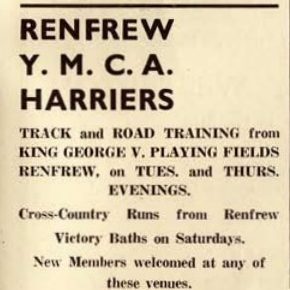 RENFREW
Y. M. C. A.
HARRIERS
TRACK and ROAD TRAINING from
KING GEORGE V. PLAYING FIELDS
RENFREW, on TUES. and THURS.
EVENINGS.
Cross-Country Runs from Renfrew
Victory Baths on Saturdays.
New Members welcomed at any of
these venues.